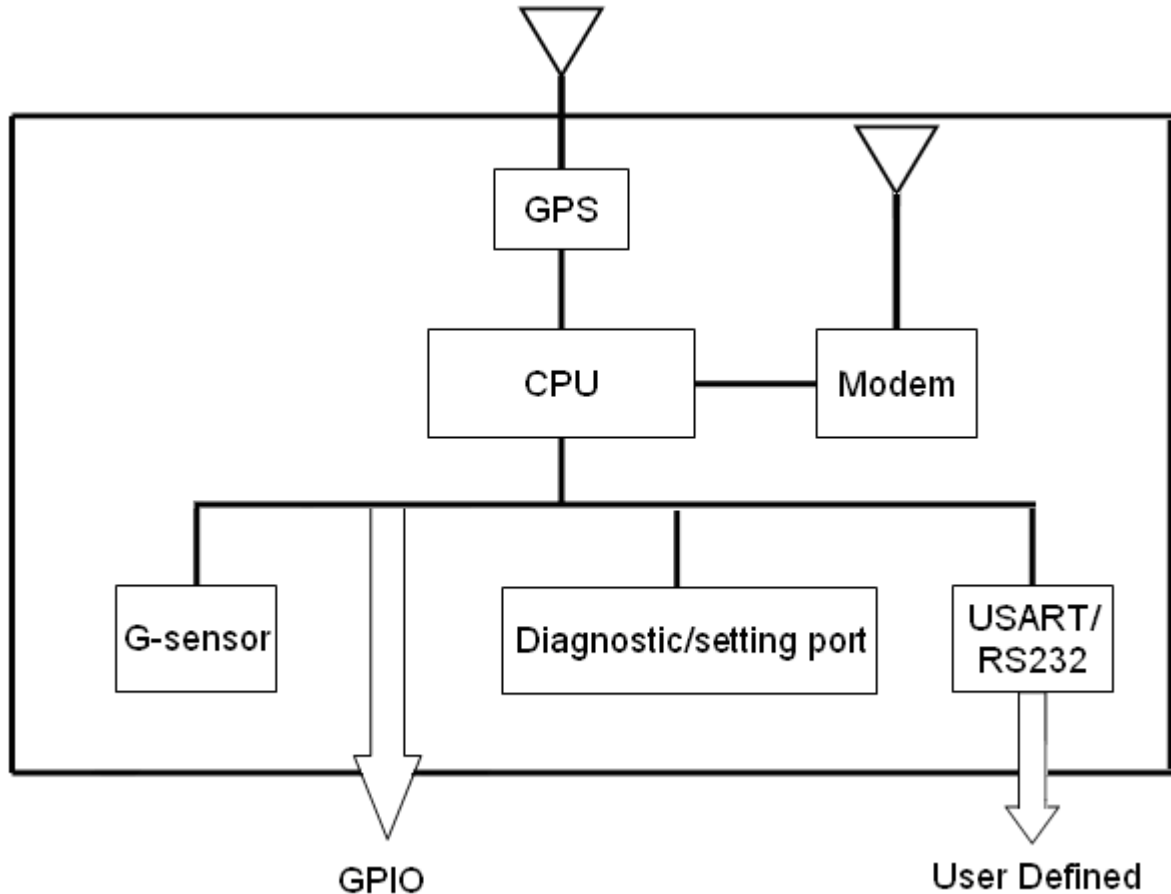 GPS
CPU
Modem
G-sensor
Diagnostic/setting port
USART/
RS232
GPIO
User Defined